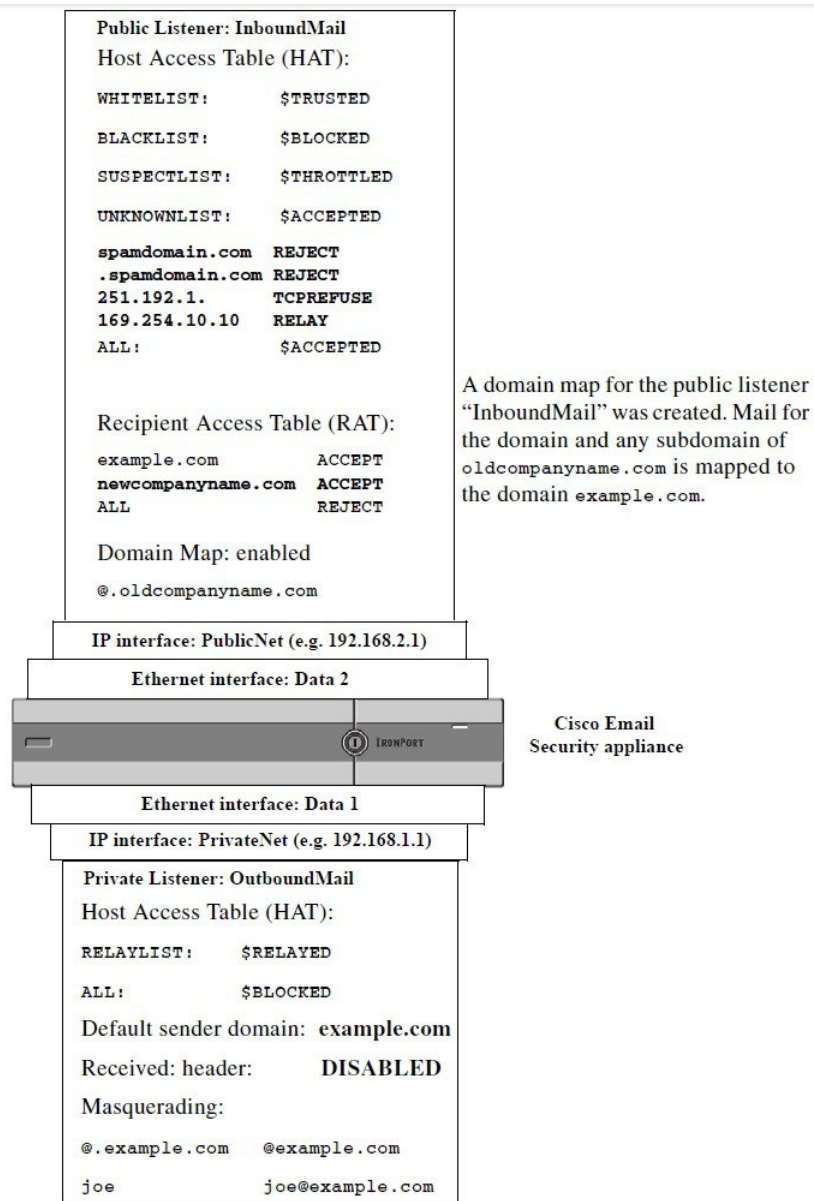 Public Listener: InboundMail
Host Access Table (HAT):
WHITELIST: $TRUSTED
BLACKLIST: $BLOCKED
SUSPECTLIST: $THROTTLED
UNKNOWNLIST: $ACCEPTED
spamdomain.com REJECT
.spamdomain.com REJECT
251.192.1. TCPREFUSE
169.254.10.10 RELAY
ALL: $ACCEPTED
Recipient Access Table (RAT):
example.com ACCEPT
newcompanyname.com ACCEPT
ALL REJECT
Domain Map: enabled
@.oldcompanyname.com
A domain map for the public listener
“InboundMail” was created. Mail for
the domain and any subdomain of
oldcompanyname.com is mapped to
the domain example.com.
IP interface: PublicNet (e.g. 192.168.2.1)
Ethernet interface: Data 2
IRONPORT
Cisco Email
Security appliance
Ethernet interface: Data 1
IP interface: PrivateNet (e.g. 192.168.1.1)
Private Listener: OutboundMail
Host Access Table (HAT):
RELAYLIST: $RELAYED
ALL: $BLOCKED
Default sender domain: example.com
Received: header: DISABLED
Masquerading:
@.example.com @example.com
joe joe@example.com